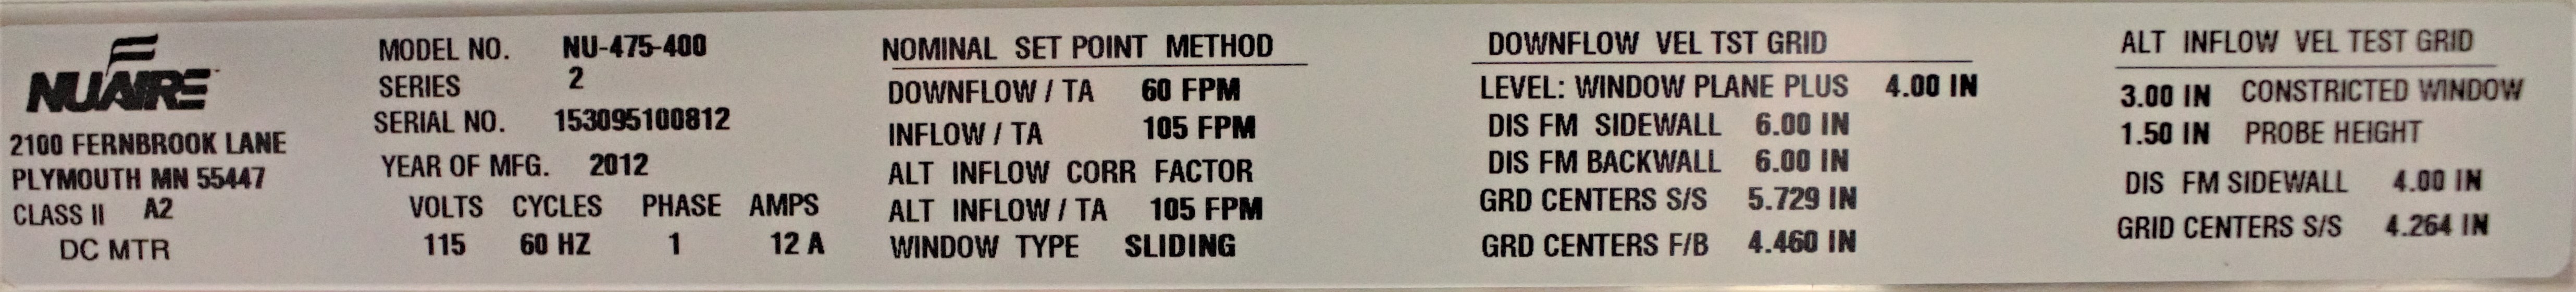 NUAIRE
2100 FERNBROOK LANE
PLYMOUTH MN 55447
CLASS II A2
DC MTR
MODEL NO. NU-475-400
SERIES 2
SERIAL NO. 153095100812
YEAR OF MFG. 2012
VOLTS CYCLES PHASE AMPS
115 60 HZ 1 12 A
NOMINAL SET POINT METHOD
DOWNFLOW / TA 60 FPM
INFLOW / TA 105 FPM
ALT INFLOW CORR FACTOR
ALT INFLOW / TA 105 FPM
WINDOW TYPE SLIDING
DOWNFLOW VEL TST GRID
LEVEL: WINDOW PLANE PLUS 4.00 IN
DIS FM SIDEWALL 6.00 IN
DIS FM BACKWALL 6.00 IN
GRD CENTERS S/S 5.729 IN
GRD CENTERS F/B 4.460 IN
ALT INFLOW VEL TEST GRID
3.00 IN CONSTRICTED WINDOW
1.50 IN PROBE HEIGHT
DIS FM SIDEWALL 4.00 IN
GRID CENTERS S/S 4.264 IN